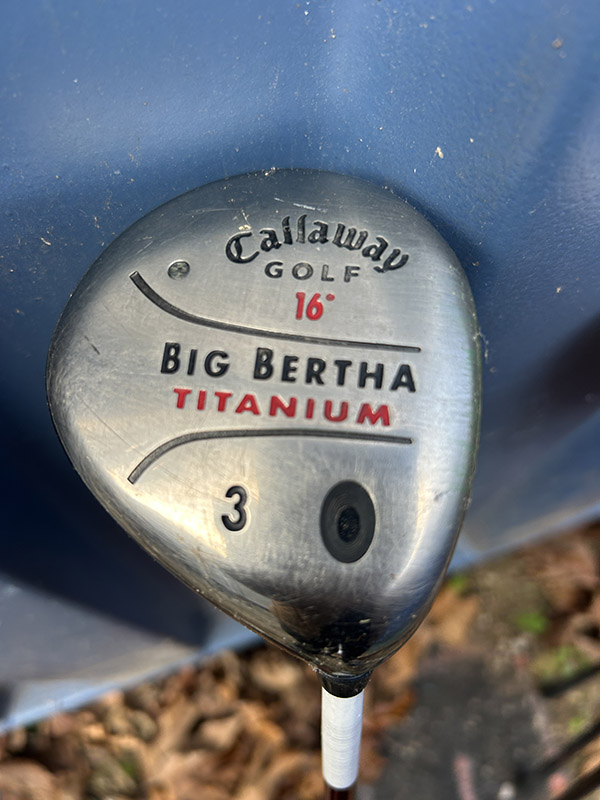 Callaway
GOLF
16°
BIG BERTHA
TITANIUM
3